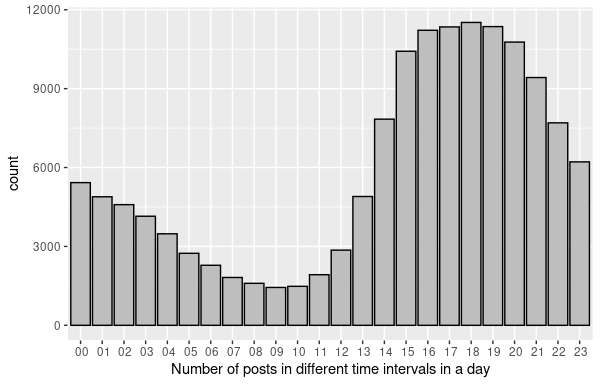 12000
9000
6000
3000
0
count
00 01 02 03 04 05 06 07 08 09 10 11 12 13 14 15 16 17 18 19 20 21 22 23
Number of posts in different time intervals in a day